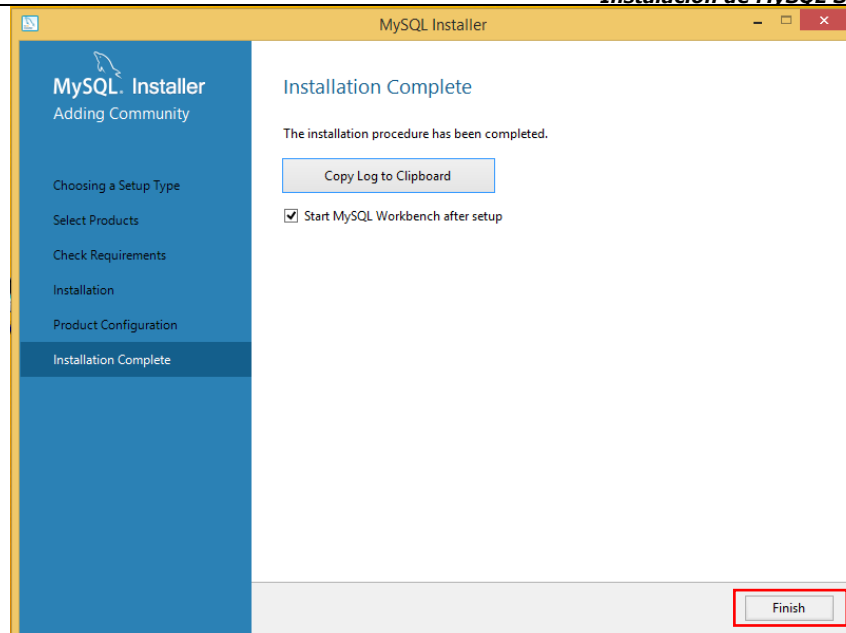 Instalación de MySQL S
MySQL Installer
MySQL. Installer
Adding Community
Choosing a Setup Type
Select Products
Check Requirements
Installation
Product Configuration
Installation Complete
Installation Complete
The installation procedure has been completed.
Copy Log to Clipboard
Start MySQL Workbench after setup
Finish